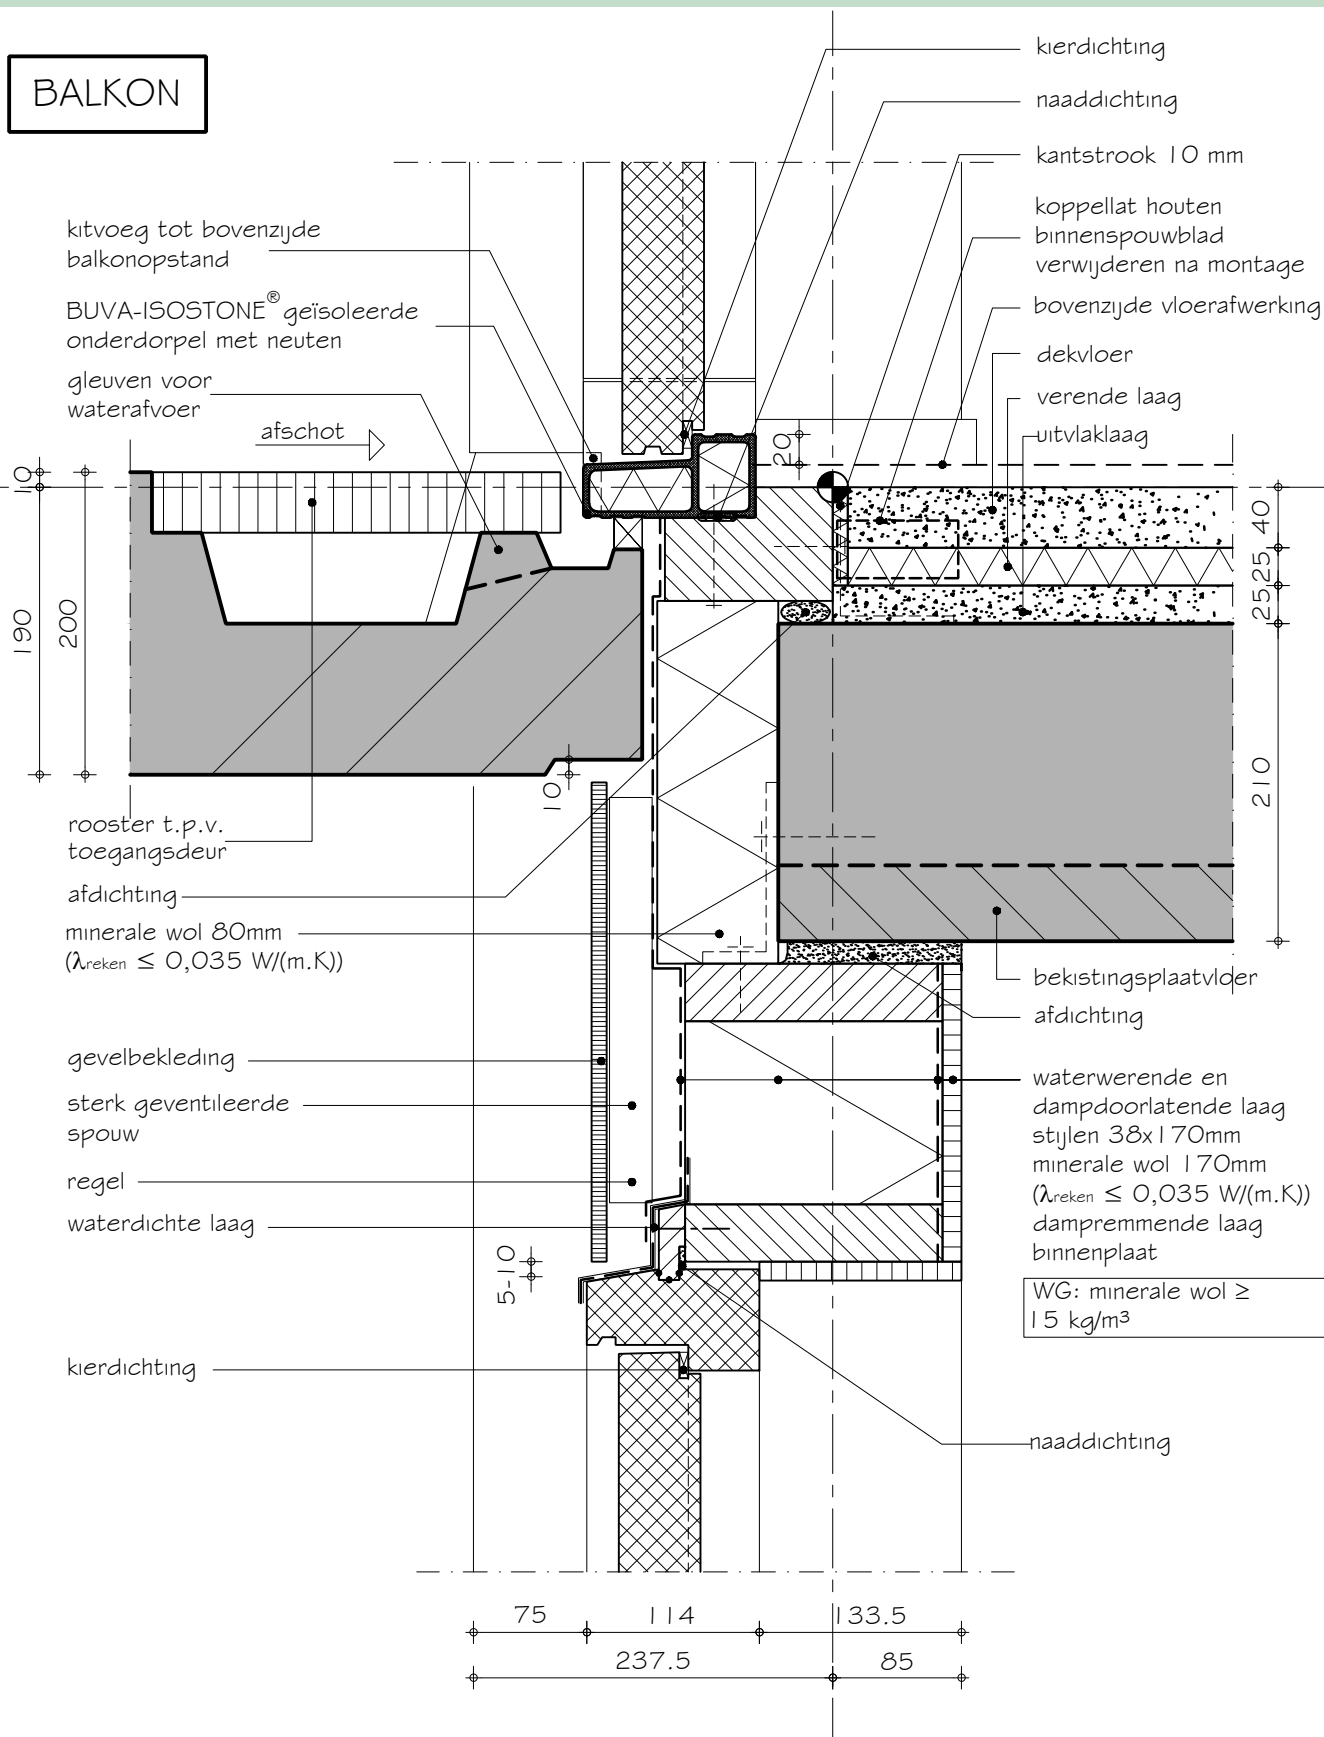 BALKON
kierdichting
naaddichting
kantstrook 10 mm
koppellat houten
binnenspouwblad
verwijderen na montage
bovenzijde vloerafwerking
dekvloer
verende laag
uitvlaklaag
kitvoeg tot bovenzijde
balkonopstand
BUVA-ISOSTONE® geïsoleerde
onderdorpel met neuten
gleuven voor
waterafvoer
afschot
10
190
200
20
40
25
25
210
10
rooster t.p.v.
toegangsdeur
afdichting
minerale wol 80mm
(λreken ≤ 0,035 W/(m.K))
gevelbekleding
sterk geventileerde
spouw
regel
waterdichte laag
5-10
kierdichting
bekistingsplaatvloer
afdichting
waterwerende en
dampdoorlatende laag
stijlen 38x170mm
minerale wol 170mm
(λreken ≤ 0,035 W/(m.K))
dampremmende laag
binnenplaat
WG: minerale wol ≥
15 kg/m³
naaddichting
75
114
133.5
237.5
85